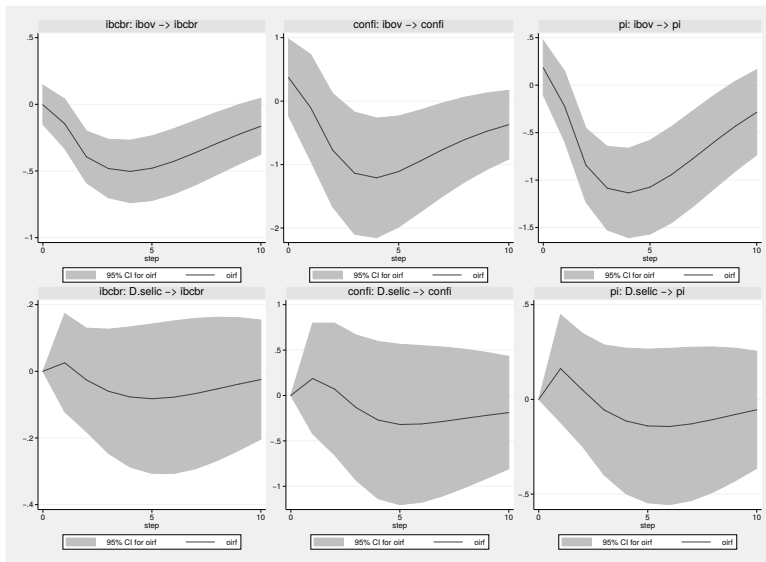 ibcbr: ibov −> ibcbr
.5
0
−.5
−1
0
5
10
step
95% CI for oirf
oirf
confi: ibov −> confi
1
0
−1
−2
0
5
10
step
95% CI for oirf
oirf
pi: ibov −> pi
.5
0
−.5
−1
−1.5
0
5
10
step
95% CI for oirf
oirf
ibcbr: D.selic −> ibcbr
.2
0
−.2
−.4
0
5
10
step
95% CI for oirf
oirf
confi: D.selic −> confi
1
.5
0
−.5
−1
0
5
10
step
95% CI for oirf
oirf
pi: D.selic −> pi
.5
0
−.5
0
5
10
step
95% CI for oirf
oirf